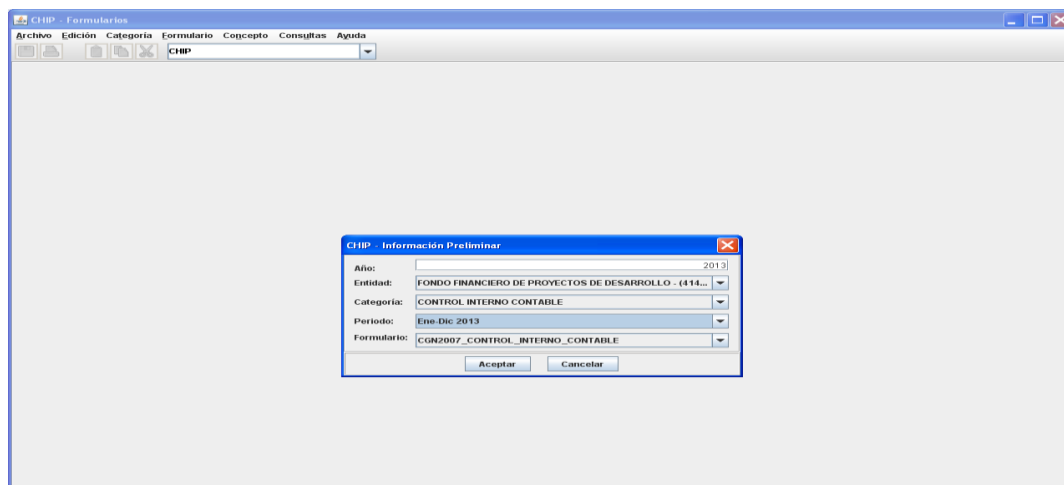 CHIP - Formularios
Archivo Edición Categoría Formulario Concepto Consultas Ayuda
CHIP
CHIP - Información Preliminar
Año: 2013
Entidad: FONDO FINANCIERO DE PROYECTOS DE DESARROLLO - (414...
Categoría: CONTROL INTERNO CONTABLE
Periodo: Ene-Dic 2013
Formulario: CGN2007_CONTROL_INTERNO_CONTABLE
Aceptar Cancelar